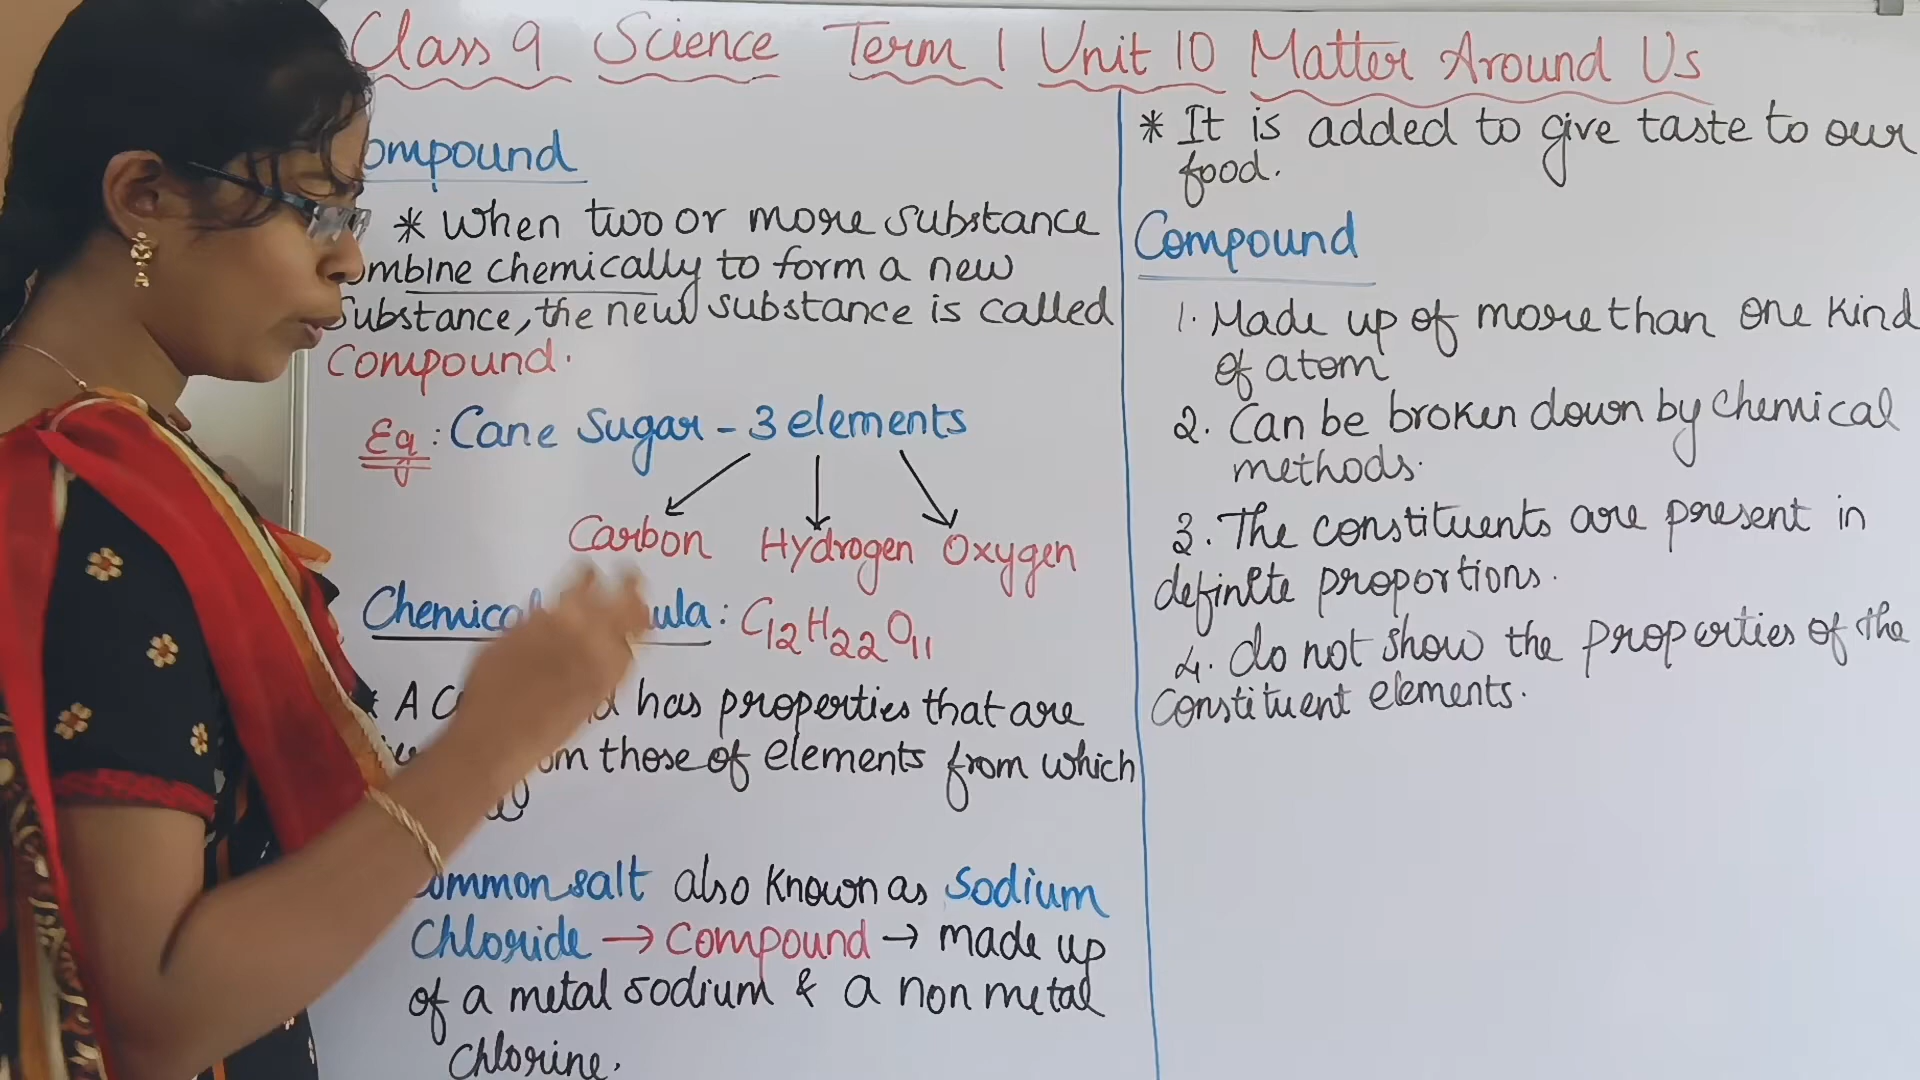 Class 9 Science Term 1 Unit 10 Matter Around Us
ompound
* When two or more substance
ombine chemically to form a new
Substance, the new substance is called
Compound.
Eg: Cane Sugar - 3 elements
Carbon Hydrogen Oxygen
Chemical ula: C12H22O11
* A has properties that are
those of elements from which
ommon salt also known as Sodium
Chloride → Compound → made up
of a metal sodium & a non metal
chlorine.
* It is added to give taste to our
food.
Compound
1. Made up of more than one kind
of atom
2. Can be broken down by chemical
methods.
3. The constituents are present in
definite proportions.
4. do not show the properties of the
Constituent elements.